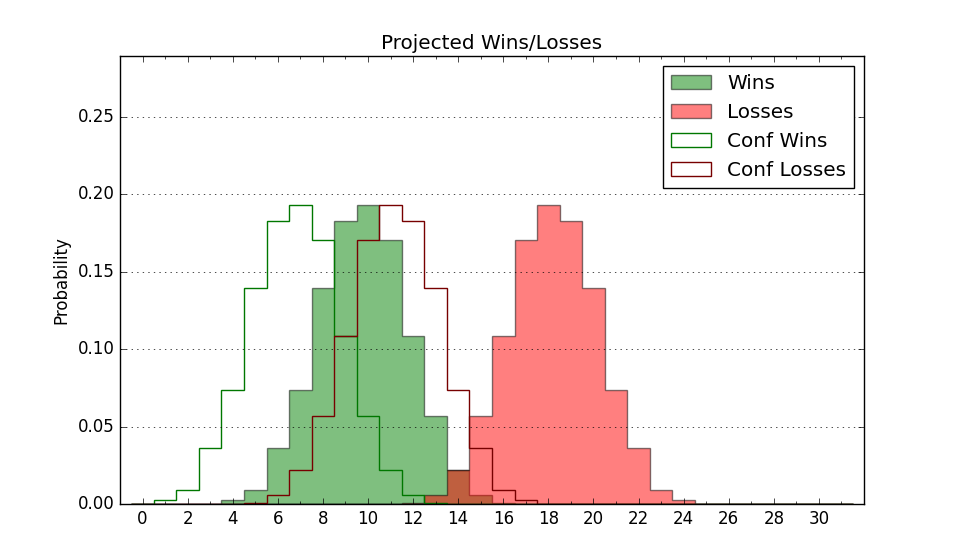 Projected Wins/Losses
Wins
Losses
Conf Wins
Conf Losses
Probability
0.25
0.20
0.15
0.10
0.05
0.00
0 2 4 6 8 10 12 14 16 18 20 22 24 26 28 30